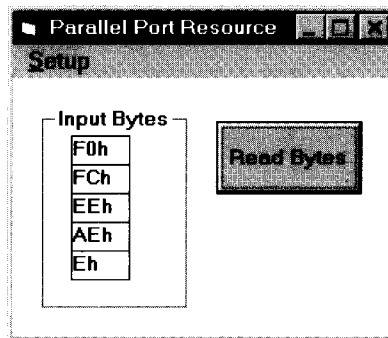 Parallel Port Resource
Setup
Input Bytes
F0h
FCh
EEh
AEh
Eh
Read Bytes